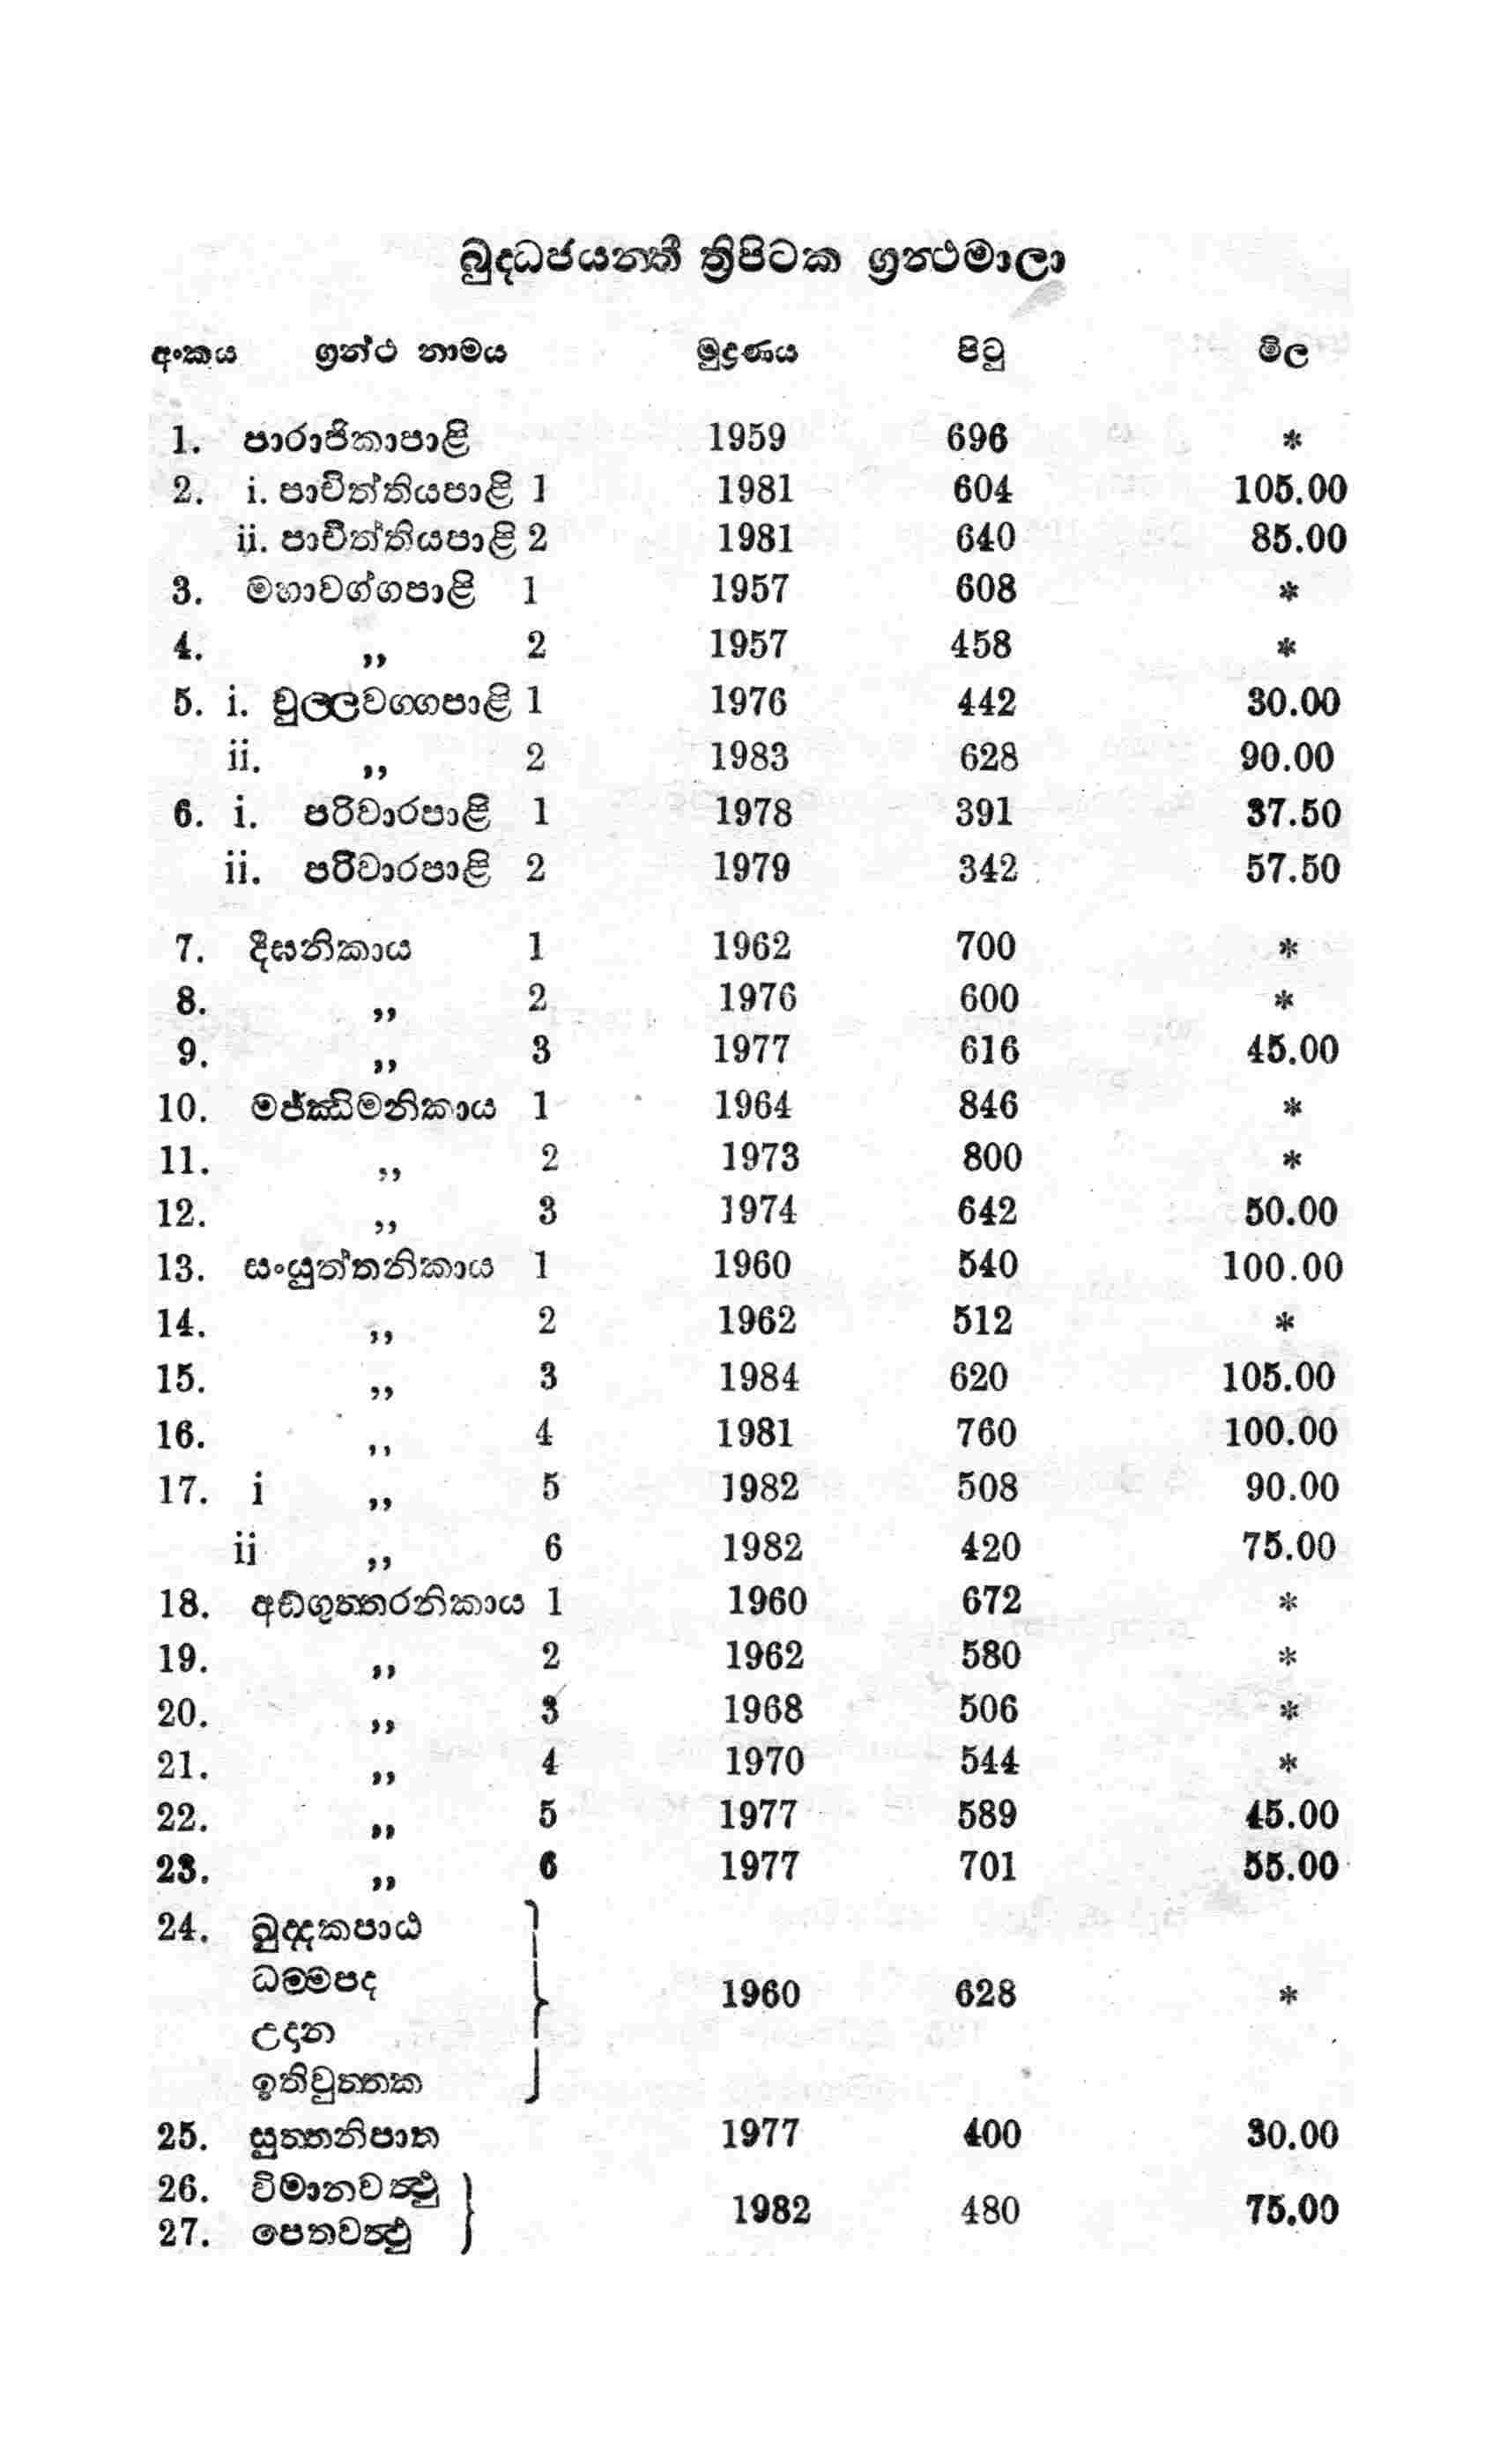 බුද්ධජයන්තී ත්‍රිපිටක ග්‍රන්ථමාලා
අංකය ග්‍රන්ථ නාමය මුද්‍රණය පිටු මිල
1. පාරාජිකාපාළි 1959 696 *
2. i. පාචිත්තියපාළි 1 1981 604 105.00
ii. පාචිත්තියපාළි 2 1981 640 85.00
3. මහාවග්ගපාළි 1 1957 608 *
4. ,, 2 1957 458 *
5. i. චුල්ලවග්ගපාළි 1 1976 442 30.00
ii. ,, 2 1983 628 90.00
6. i. පරිවාරපාළි 1 1978 391 37.50
ii. පරිවාරපාළි 2 1979 342 57.50
7. දීඝනිකාය 1 1962 700 *
8. ,, 2 1976 600 *
9. ,, 3 1977 616 45.00
10. මජ්ඣිමනිකාය 1 1964 846 *
11. ,, 2 1973 800 *
12. ,, 3 1974 642 50.00
13. සංයුත්තනිකාය 1 1960 540 100.00
14. ,, 2 1962 512 *
15. ,, 3 1984 620 105.00
16. ,, 4 1981 760 100.00
17. i ,, 5 1982 508 90.00
ii ,, 6 1982 420 75.00
18. අඞ්ගුත්තරනිකාය 1 1960 672 *
19. ,, 2 1962 580 *
20. ,, 3 1968 506 *
21. ,, 4 1970 544 *
22. ,, 5 1977 589 45.00
23. ,, 6 1977 701 55.00
24. ඛුද්දකපාඨ
ධම්මපද
1960 628 *
උදාන
ඉතිවුත්තක
25. සුත්තනිපාත 1977 400 30.00
26. විමානවත්ථු
1982 480 75.00
27. පෙතවත්ථු